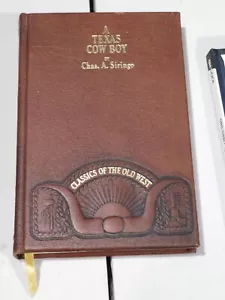 A
TEXAS
COW BOY
BY
Chas. A. Siringo
CLASSICS OF THE OLD WEST